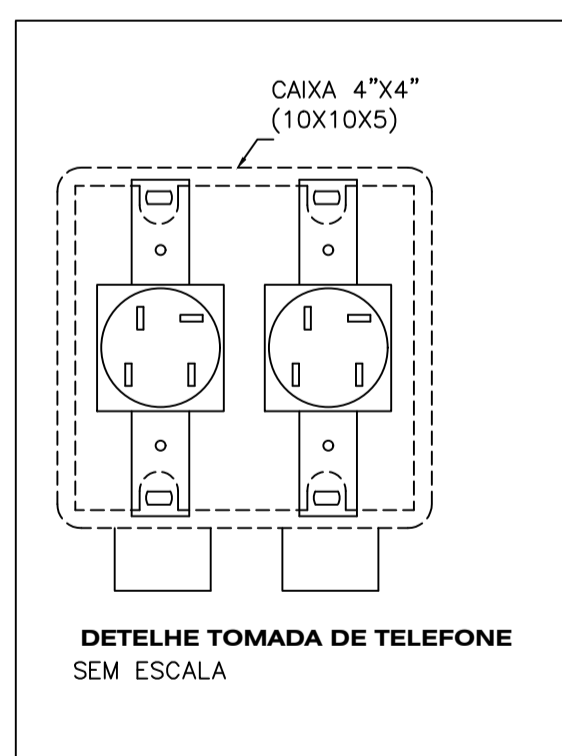 CAIXA 4”X4”
(10X10X5)
DETELHE TOMADA DE TELEFONE
SEM ESCALA